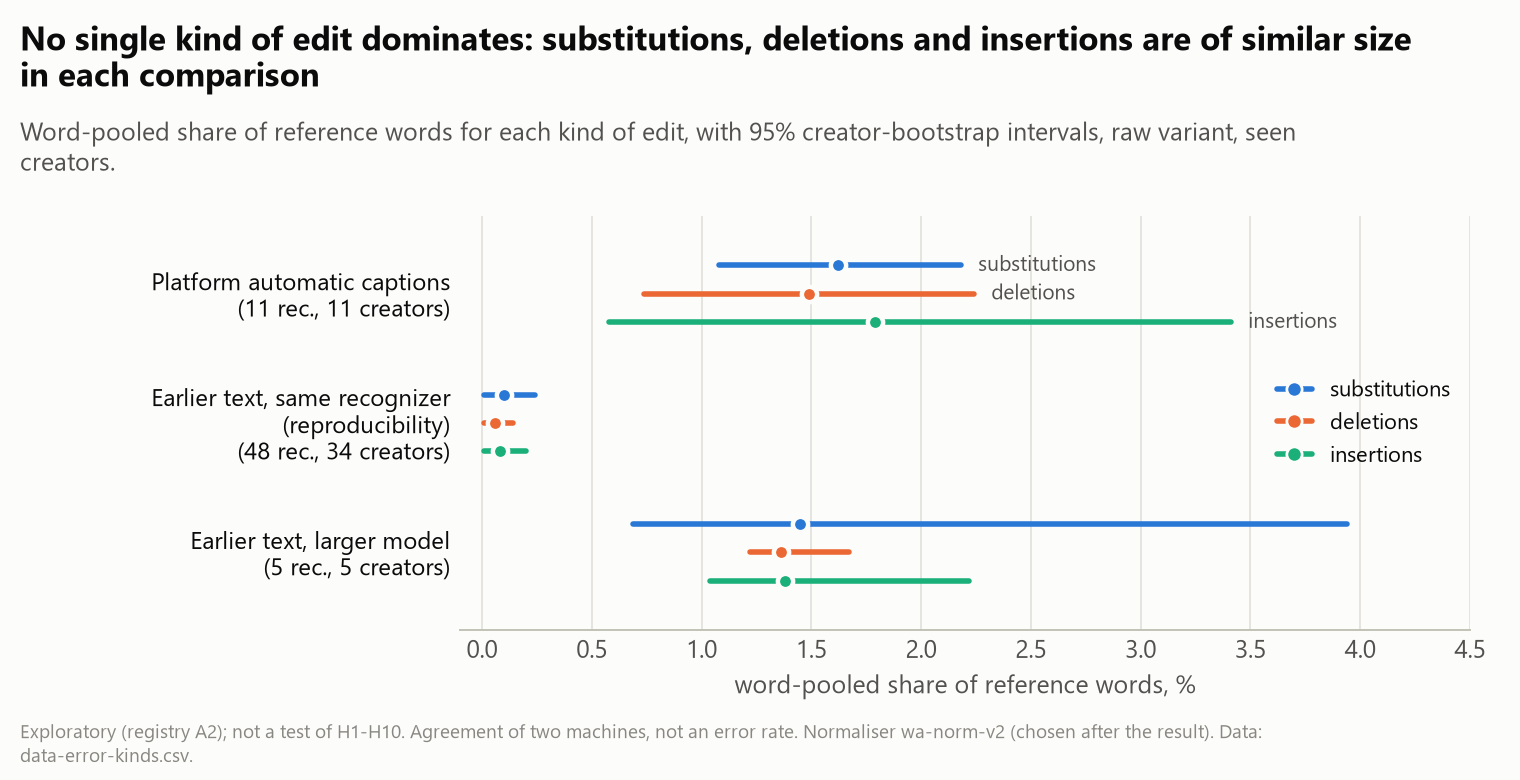 No single kind of edit dominates: substitutions, deletions and insertions are of similar size
in each comparison
Word-pooled share of reference words for each kind of edit, with 95% creator-bootstrap intervals, raw variant, seen
creators.
Platform automatic captions
(11 rec., 11 creators)
substitutions
deletions
insertions
Earlier text, same recognizer
(reproducibility)
(48 rec., 34 creators)
substitutions
deletions
insertions
Earlier text, larger model
(5 rec., 5 creators)
0.0 0.5 1.0 1.5 2.0 2.5 3.0 3.5 4.0 4.5
word-pooled share of reference words, %
Exploratory (registry A2); not a test of H1-H10. Agreement of two machines, not an error rate. Normaliser wa-norm-v2 (chosen after the result). Data:
data-error-kinds.csv.